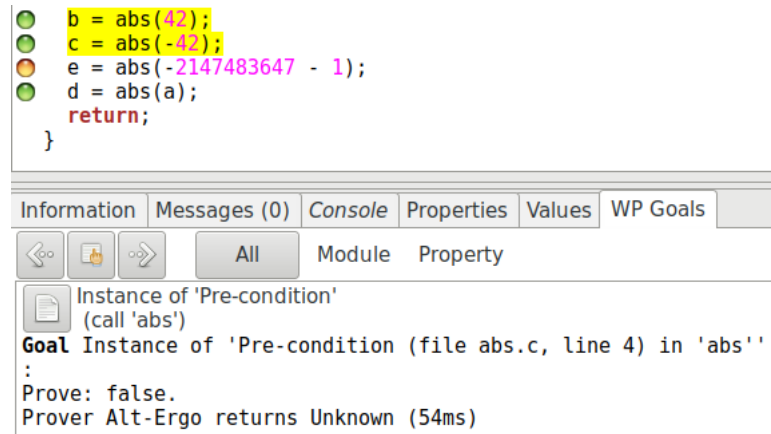 b = abs(42);
c = abs(-42);
e = abs(-2147483647 - 1);
d = abs(a);
return;
}
Information Messages (0) Console Properties Values WP Goals
All Module Property
Instance of 'Pre-condition'
(call 'abs')
Goal Instance of 'Pre-condition (file abs.c, line 4) in 'abs''
:
Prove: false.
Prover Alt-Ergo returns Unknown (54ms)